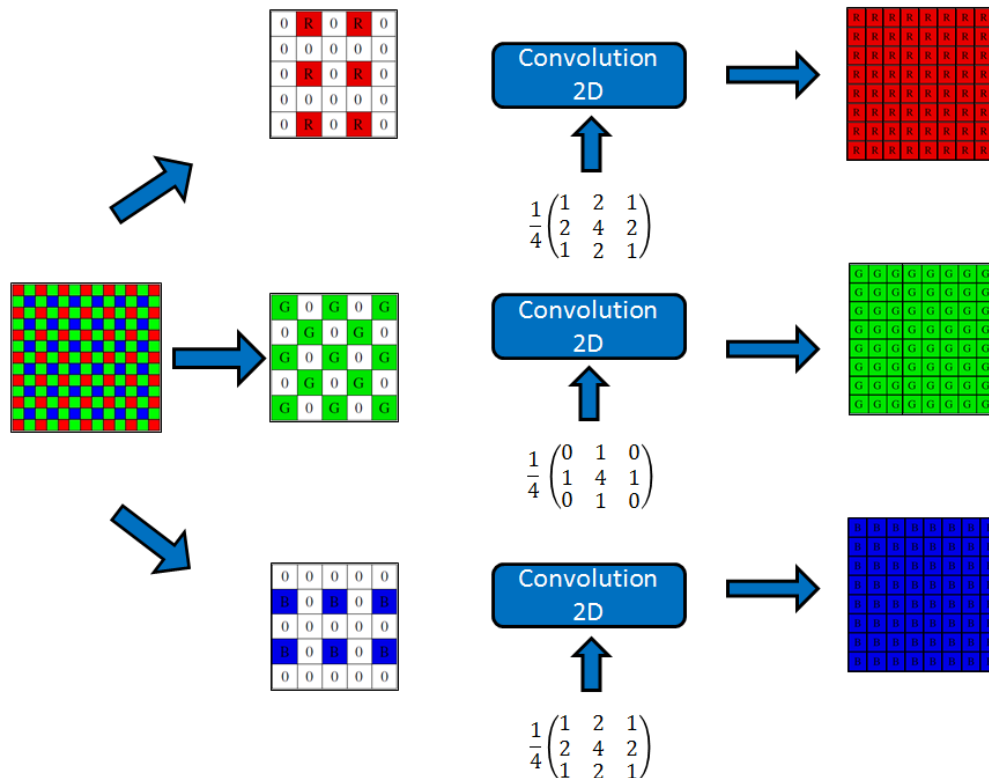 0 R 0 R 0
0 0 0 0 0
0 R 0 R 0
0 0 0 0 0
0 R 0 R 0
Convolution
2D
1/4
1 2 1
2 4 2
1 2 1
R R R R R R R R
R R R R R R R R
R R R R R R R R
R R R R R R R R
R R R R R R R R
R R R R R R R R
R R R R R R R R
R R R R R R R R
G 0 G 0 G
0 G 0 G 0
G 0 G 0 G
0 G 0 G 0
G 0 G 0 G
Convolution
2D
1/4
0 1 0
1 4 1
0 1 0
G G G G G G G G
G G G G G G G G
G G G G G G G G
G G G G G G G G
G G G G G G G G
G G G G G G G G
G G G G G G G G
G G G G G G G G
0 0 0 0 0
B 0 B 0 B
0 0 0 0 0
B 0 B 0 B
0 0 0 0 0
Convolution
2D
1/4
1 2 1
2 4 2
1 2 1
B B B B B B B B
B B B B B B B B
B B B B B B B B
B B B B B B B B
B B B B B B B B
B B B B B B B B
B B B B B B B B
B B B B B B B B